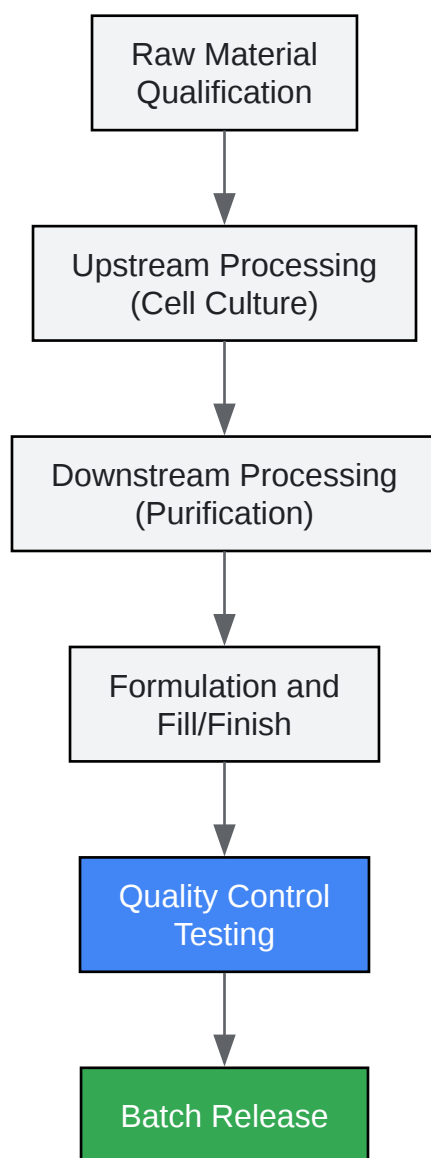 Raw Material
Qualification
Upstream Processing
(Cell Culture)
Downstream Processing
(Purification)
Formulation and
Fill/Finish
Quality Control
Testing
Batch Release